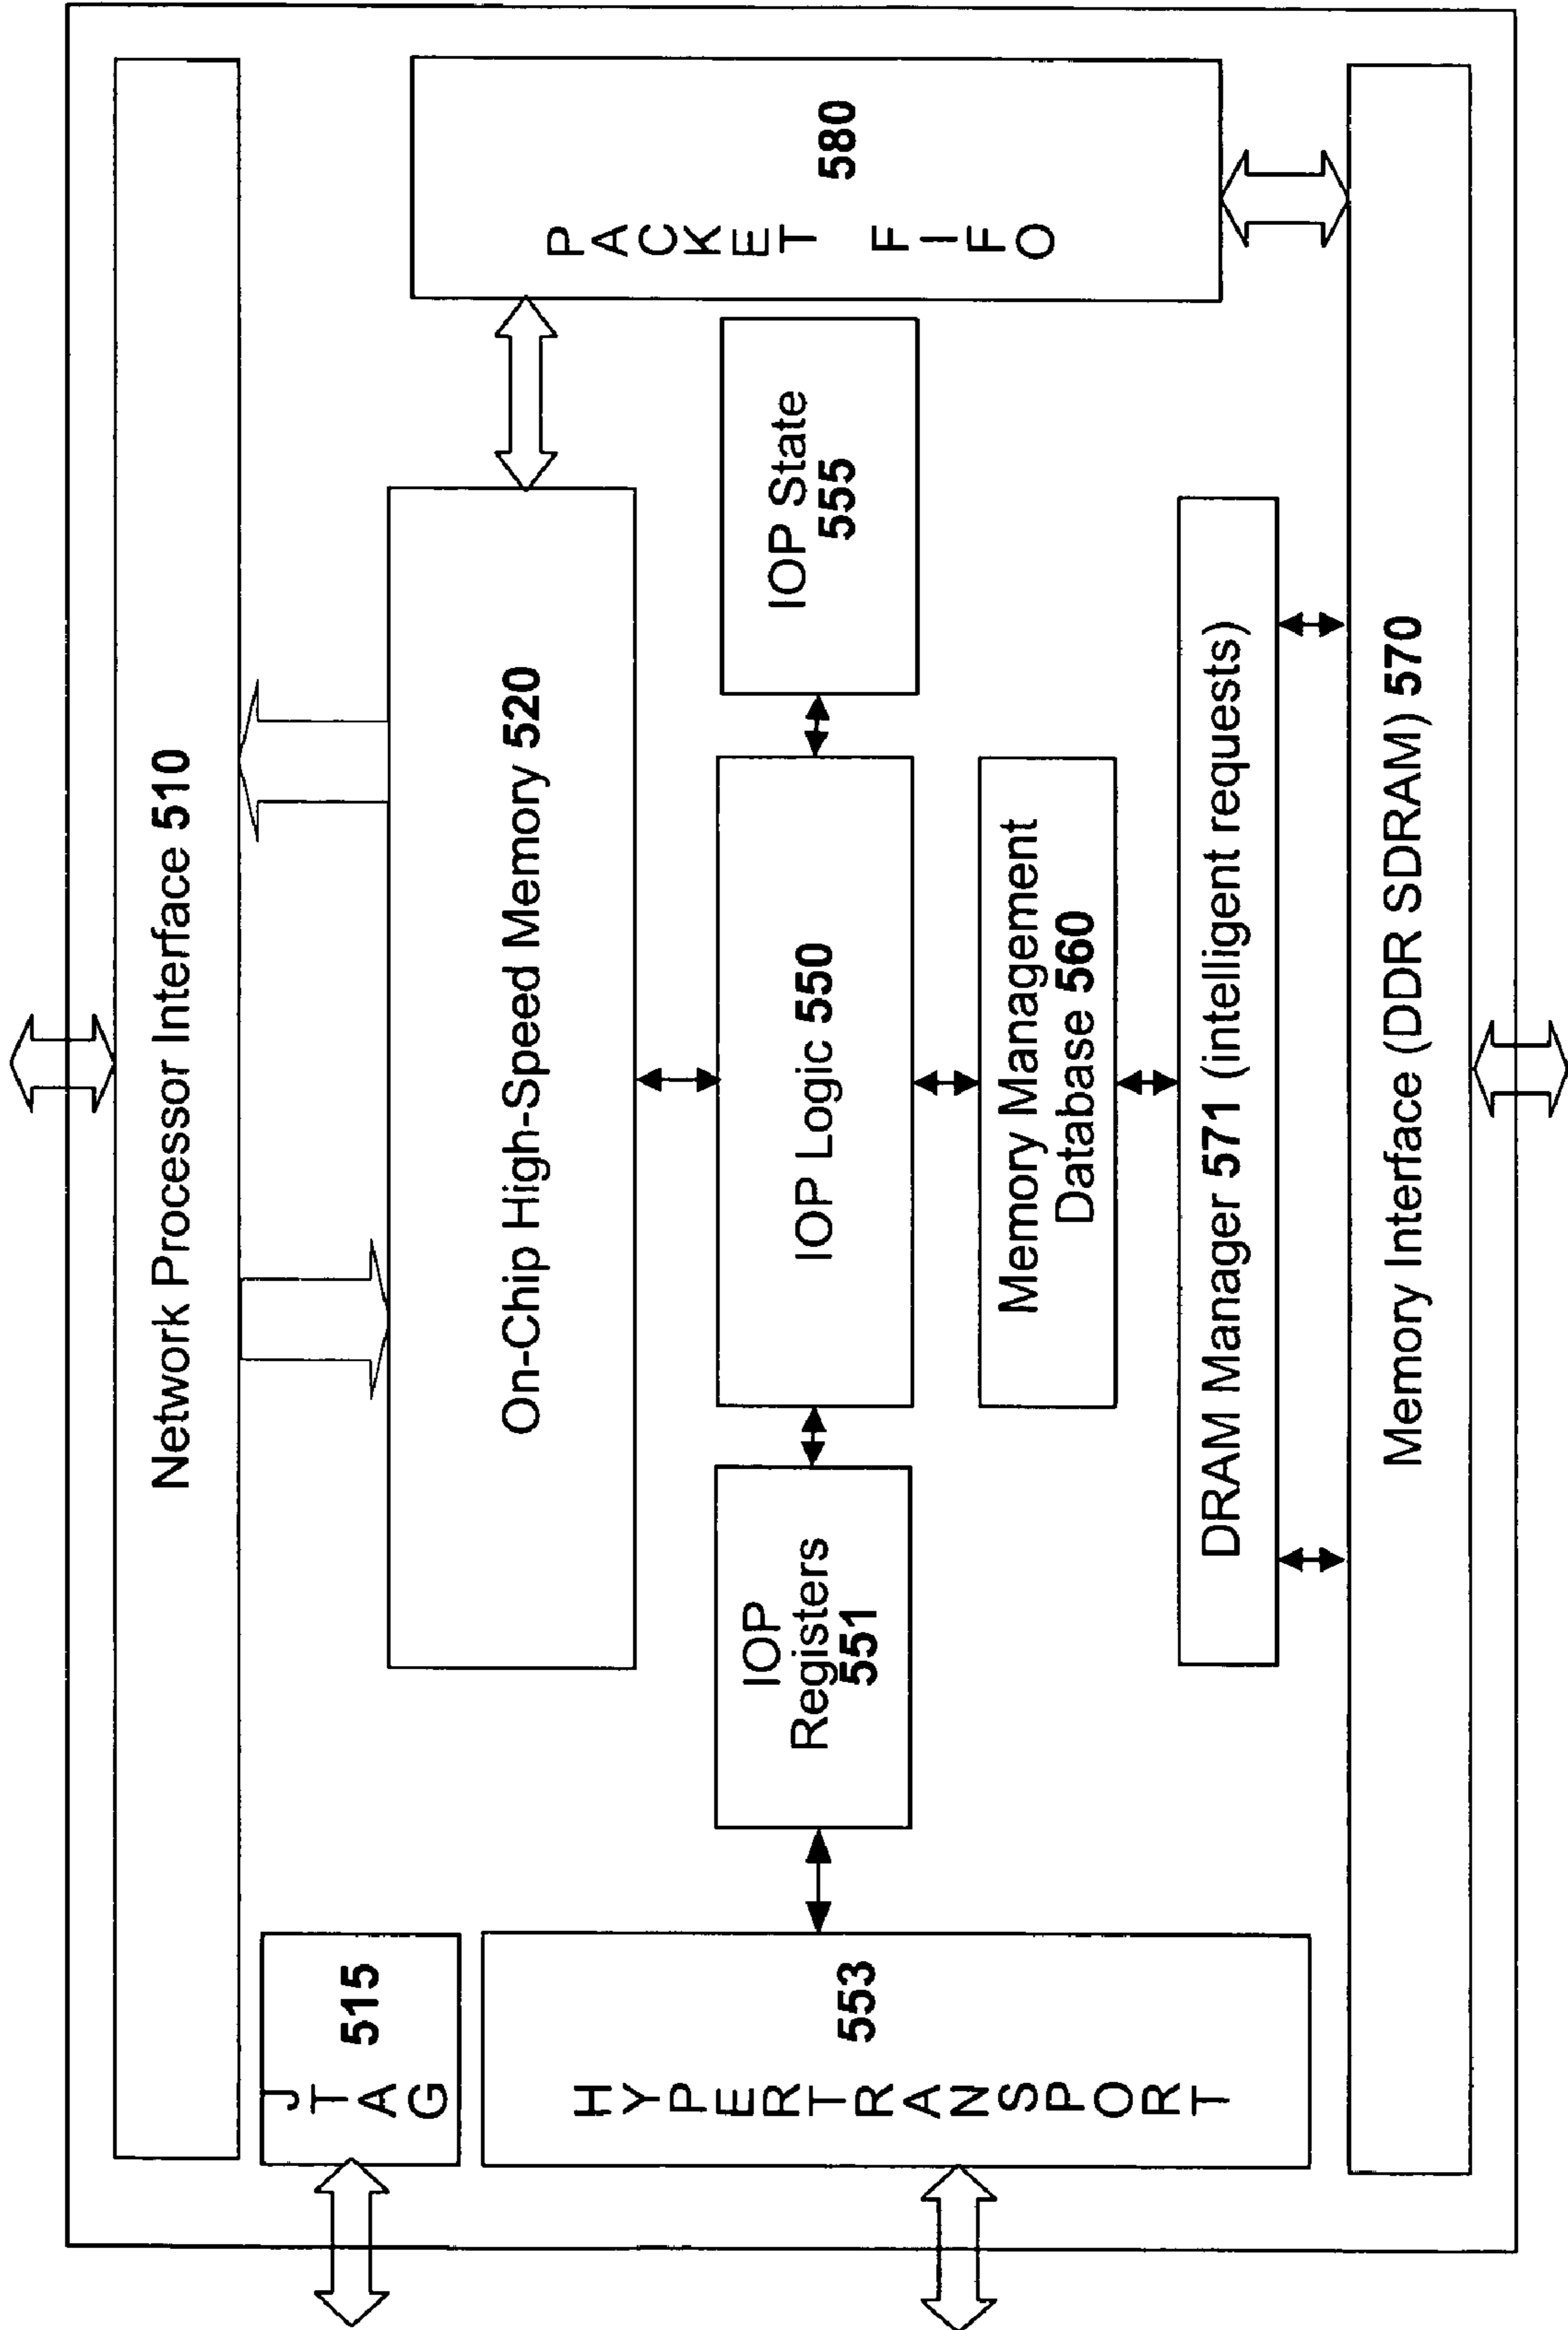 Network Processor Interface 510
JTAG 515
On-Chip High-Speed Memory 520
PACKET FIFO 580
HYPERTRANSPORT 553
IOP
Registers
551
IOP Logic 550
IOP State
555
Memory Management
Database 560
DRAM Manager 571 (intelligent requests)
Memory Interface (DDR SDRAM) 570